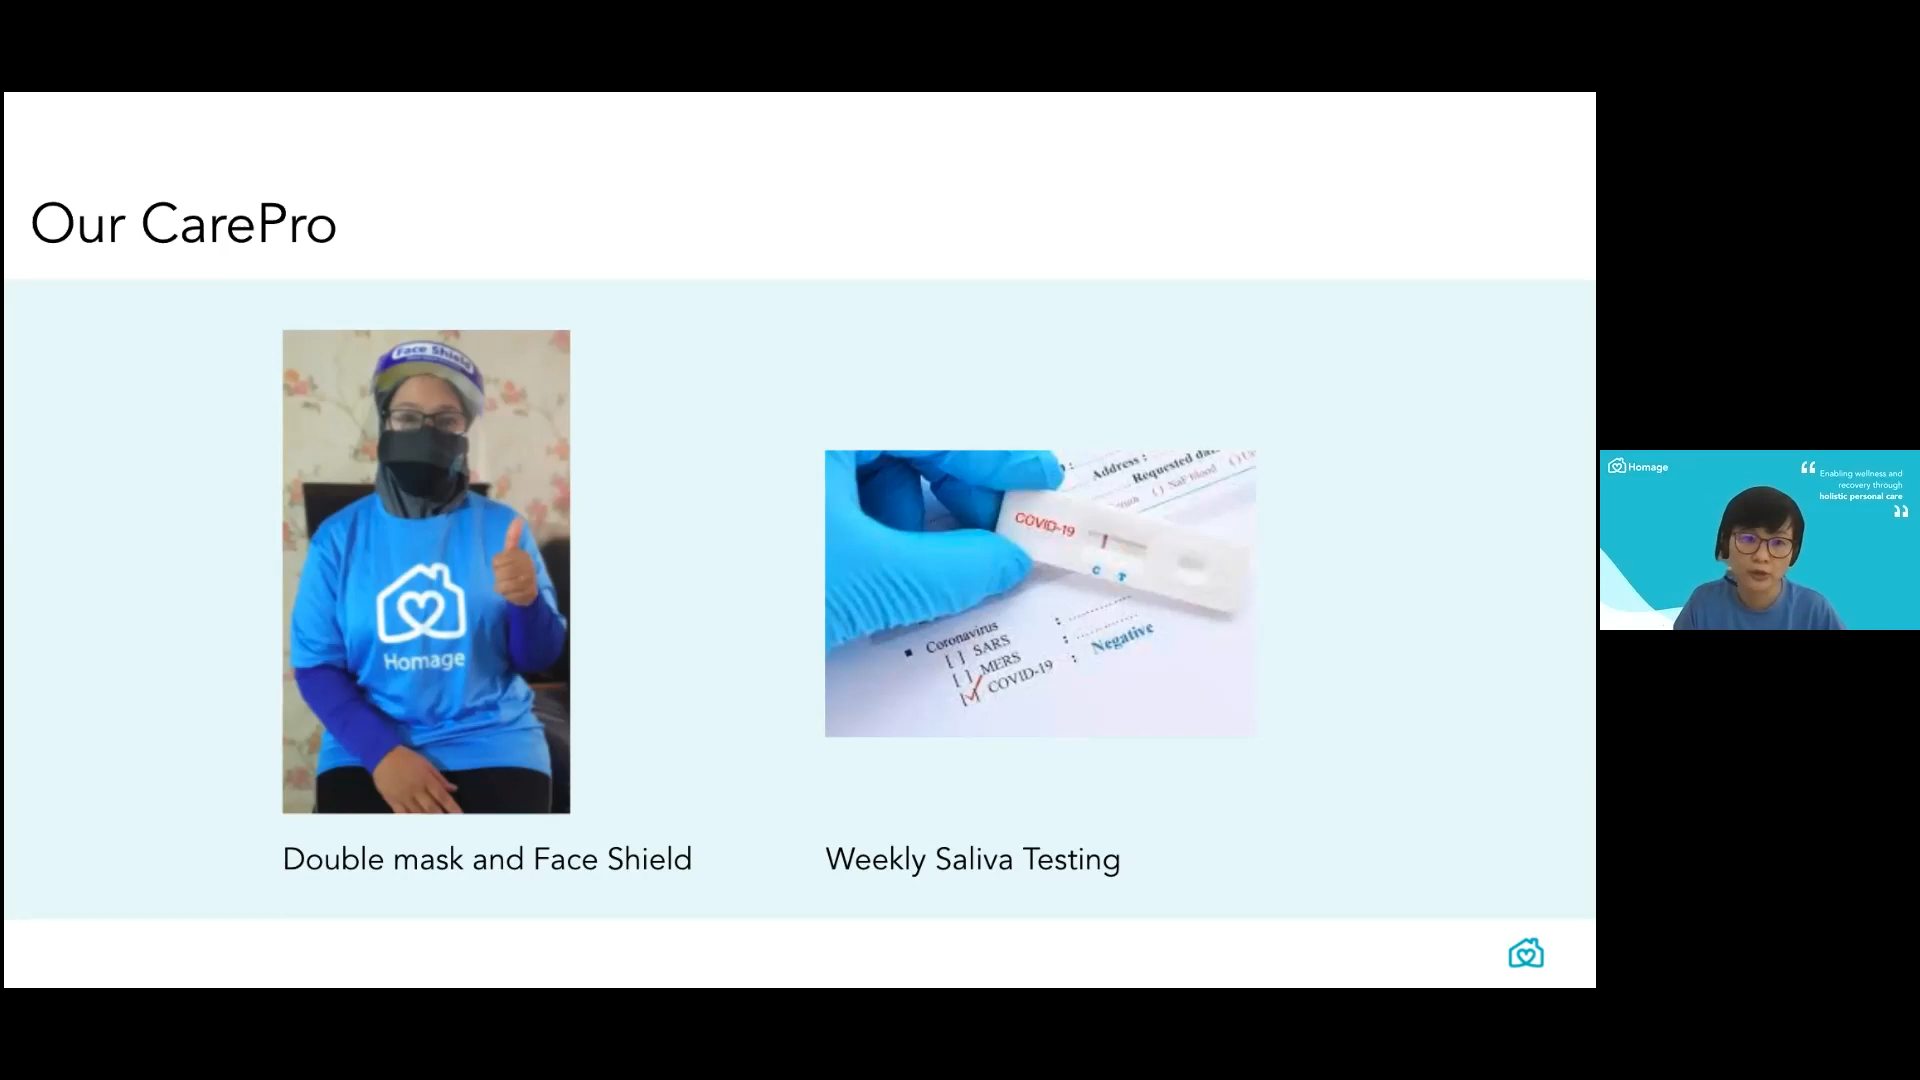 Our CarePro
Face Shield
Homage
Double mask and Face Shield
Address :
Requested da
( ) NaF Blood
COVID-19
C T
Coronavirus
[ ] SARS
[ ] MERS
COVID-19 : Negative
Weekly Saliva Testing
Homage
“ Enabling wellness and
recovery through
holistic personal care
”